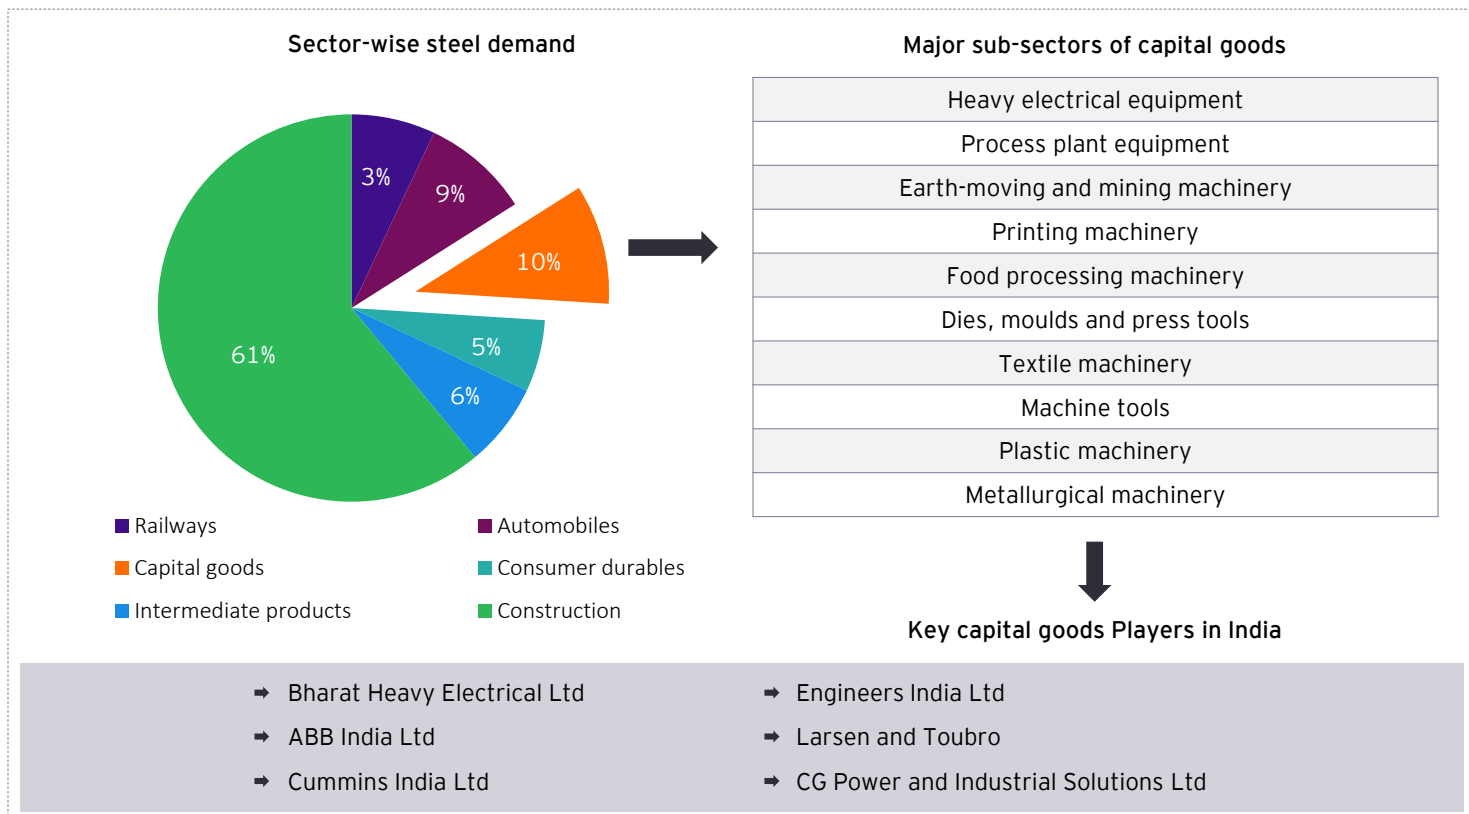 Sector-wise steel demand
3%
9%
10%
5%
6%
61%
Railways
Automobiles
Capital goods
Consumer durables
Intermediate products
Construction
Major sub-sectors of capital goods
Heavy electrical equipment
Process plant equipment
Earth-moving and mining machinery
Printing machinery
Food processing machinery
Dies, moulds and press tools
Textile machinery
Machine tools
Plastic machinery
Metallurgical machinery
Key capital goods Players in India
Bharat Heavy Electrical Ltd
ABB India Ltd
Cummins India Ltd
Engineers India Ltd
Larsen and Toubro
CG Power and Industrial Solutions Ltd